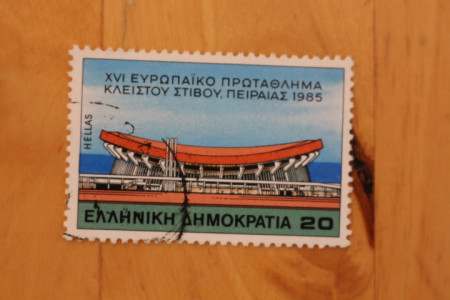 XVI ΕΥΡΩΠΑΪΚΟ ΠΡΩΤΑΘΛΗΜΑ
ΚΛΕΙΣΤΟΥ ΣΤΙΒΟΥ, ΠΕΙΡΑΙΑΣ 1985
HELLAS
ΕΛΛΗΝΙΚΗ ΔΗΜΟΚΡΑΤΙΑ 20